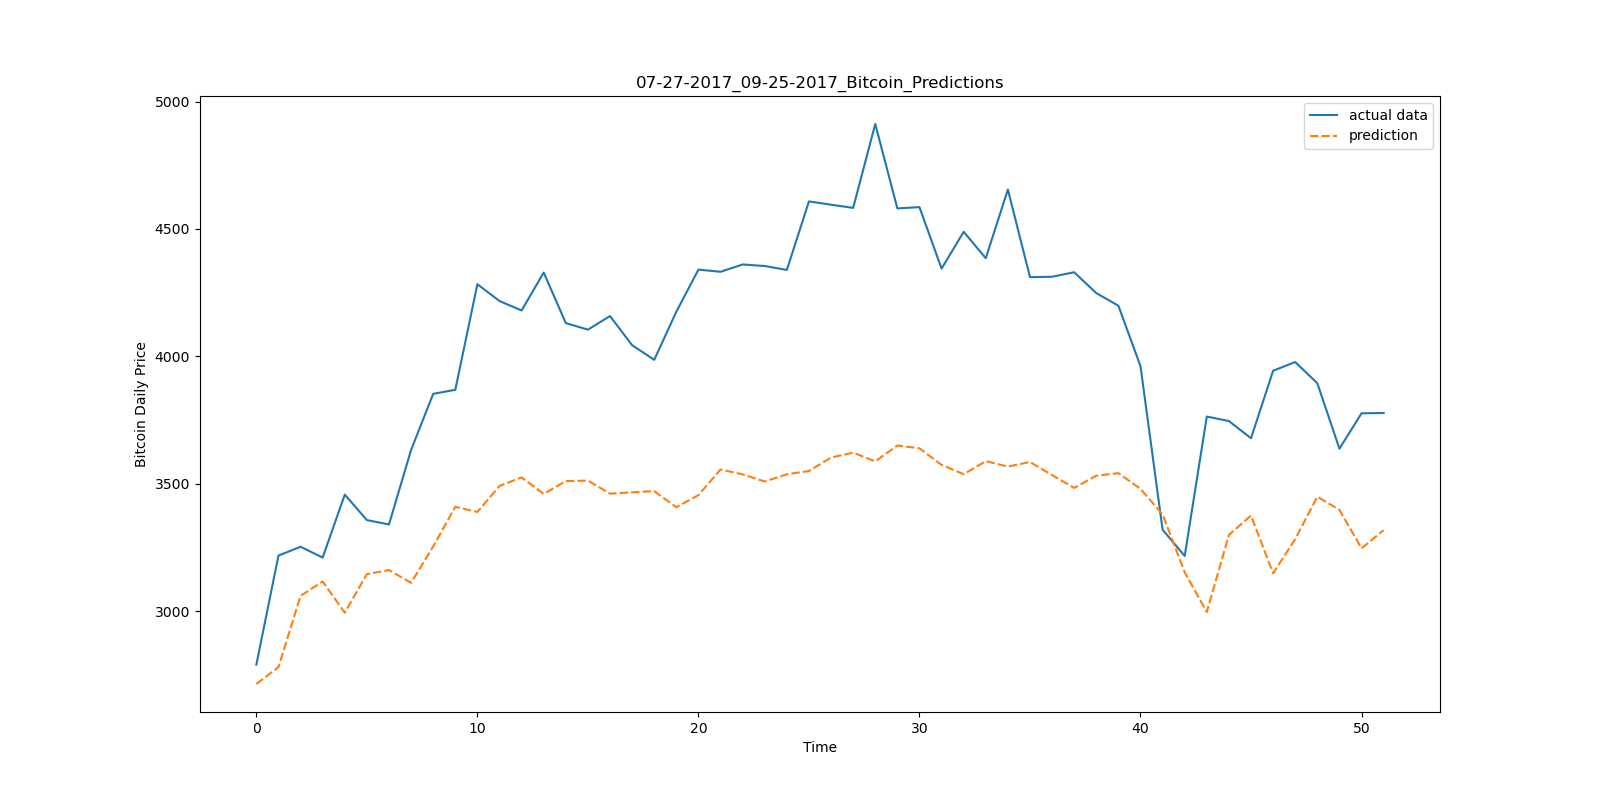 07-27-2017_09-25-2017_Bitcoin_Predictions
actual data
prediction
5000
4500
4000
3500
3000
Bitcoin Daily Price
0 10 20 30 40 50
Time